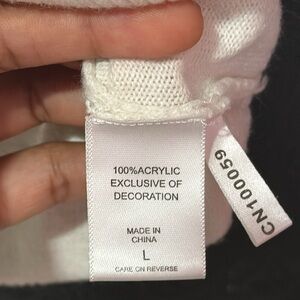 100%ACRYLIC
EXCLUSIVE OF
DECORATION
MADE IN
CHINA
L
CARE ON REVERSE
CN100059